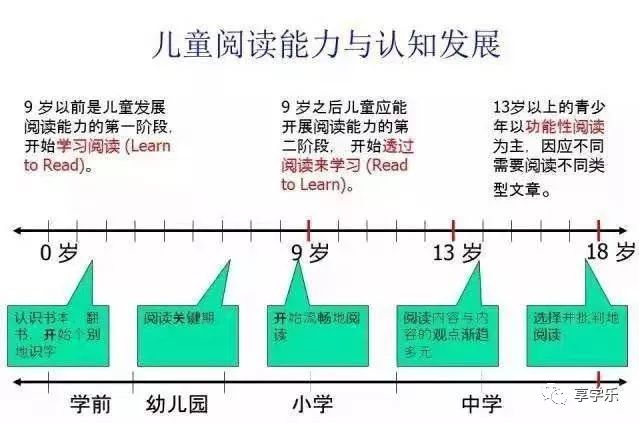 儿童阅读能力与认知发展
9 岁以前是儿童发展
阅读能力的第一阶段,
开始学习阅读 (Learn
to Read)。
9 岁之后儿童应能
开展阅读能力的第
二阶段， 开始透过
阅读来学习 (Read
to Learn)。
13岁以上的青少
年以功能性阅读
为主，因应不同
需要阅读不同类
型文章。
0 岁
9 岁
13 岁
18 岁
认识书本、翻
书、开始个别
地识字
阅读关键期
开始流畅地阅
读
阅读内容与内
容的观点渐趋
多元
选择并批判地
阅读
学前
幼儿园
小学
中学
享学乐